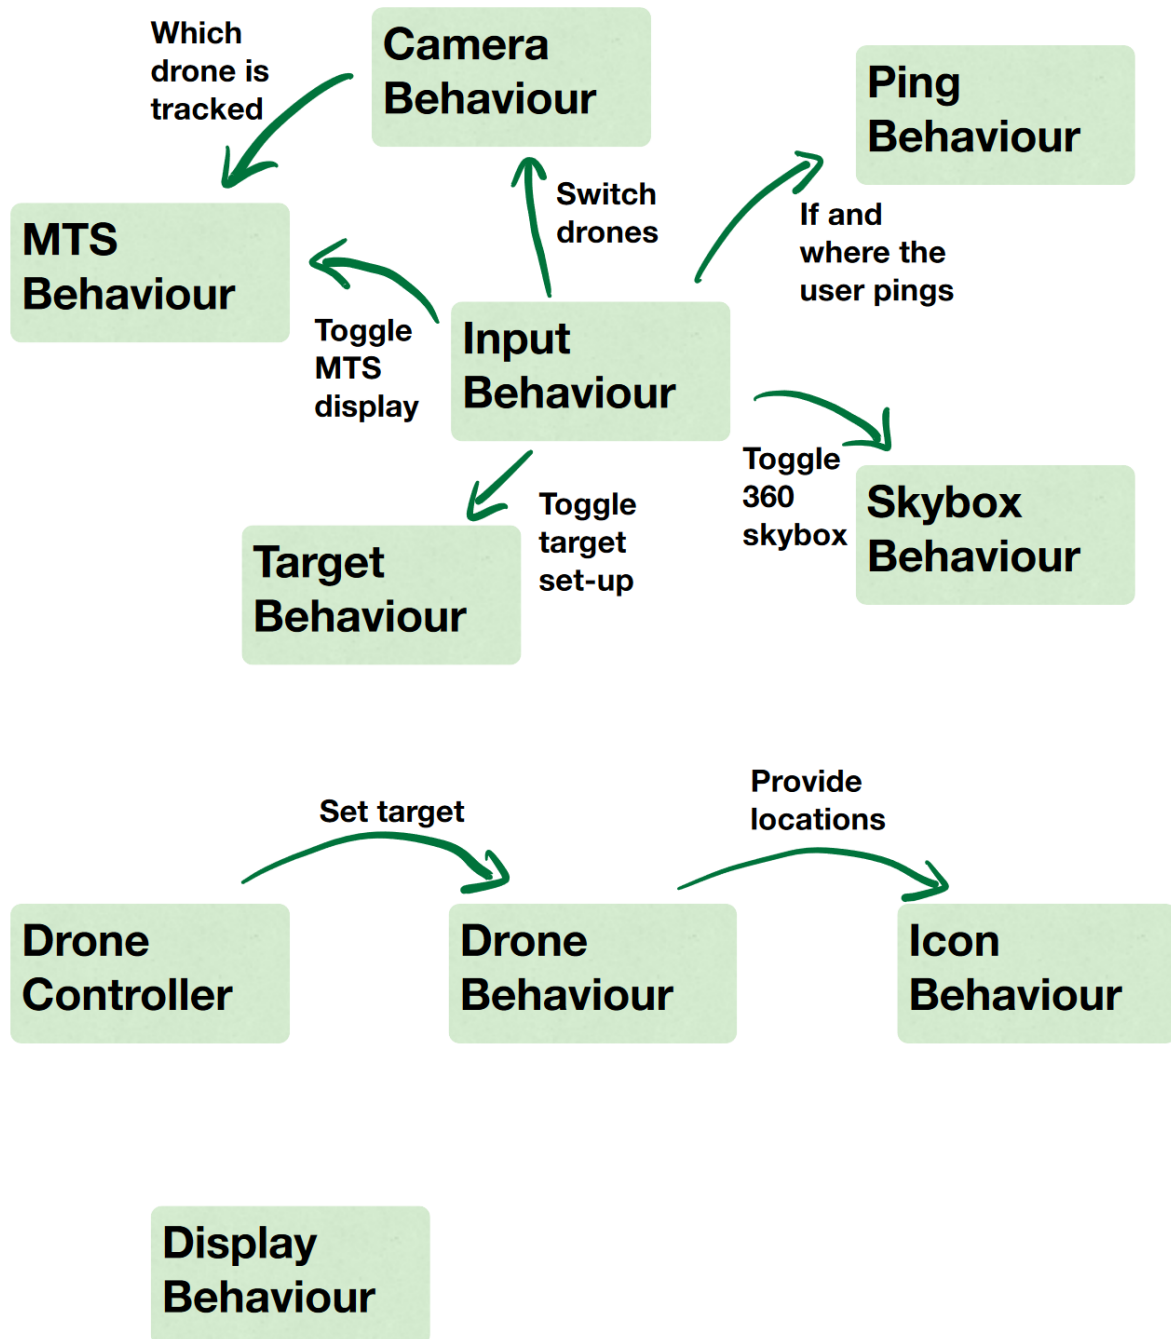 Which
drone is
tracked
Camera
Behaviour
Ping
Behaviour
Switch
drones
If and
where the
user pings
MTS
Behaviour
Toggle
MTS
display
Input
Behaviour
Toggle
360
skybox
Skybox
Behaviour
Toggle
target
set-up
Target
Behaviour
Set target
Provide
locations
Drone
Controller
Drone
Behaviour
Icon
Behaviour
Display
Behaviour